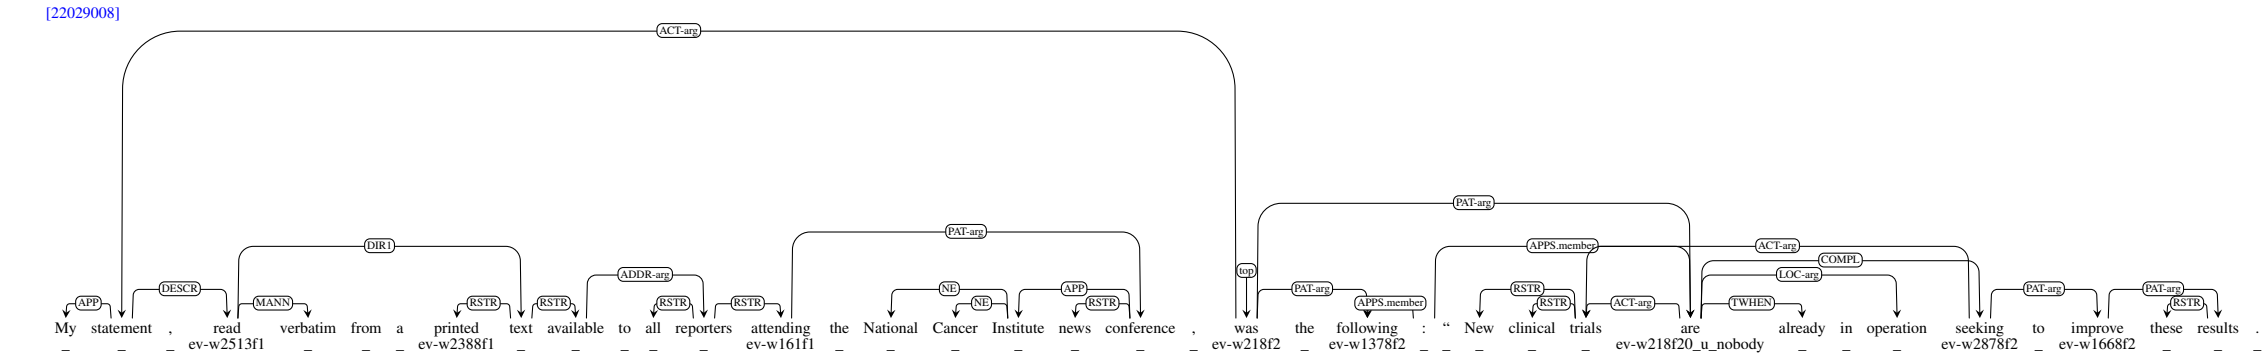 [22029008]
ACT-arg
PAT-arg
PAT-arg
DIR1 APPS.member ACT-arg
COMPL
top
ADDR-arg LOC-arg
DESCR NE APP PAT-arg RSTR PAT-arg PAT-arg
APP MANN RSTR RSTR RSTR RSTR NE RSTR APPS.member RSTR ACT-arg TWHEN RSTR
My statement , read verbatim from a printed text available to all reporters attending the National Cancer Institute news conference , was the following : “ New clinical trials are already in operation seeking to improve these results .
_ _ _ ev-w2513f1 _ _ _ ev-w2388f1 _ _ _ _ _ ev-w161f1 _ _ _ _ _ _ _ ev-w218f2 _ ev-w1378f2 _ _ _ _ _ ev-w218f20_u_nobody _ _ _ ev-w2878f2 _ ev-w1668f2 _ _ _